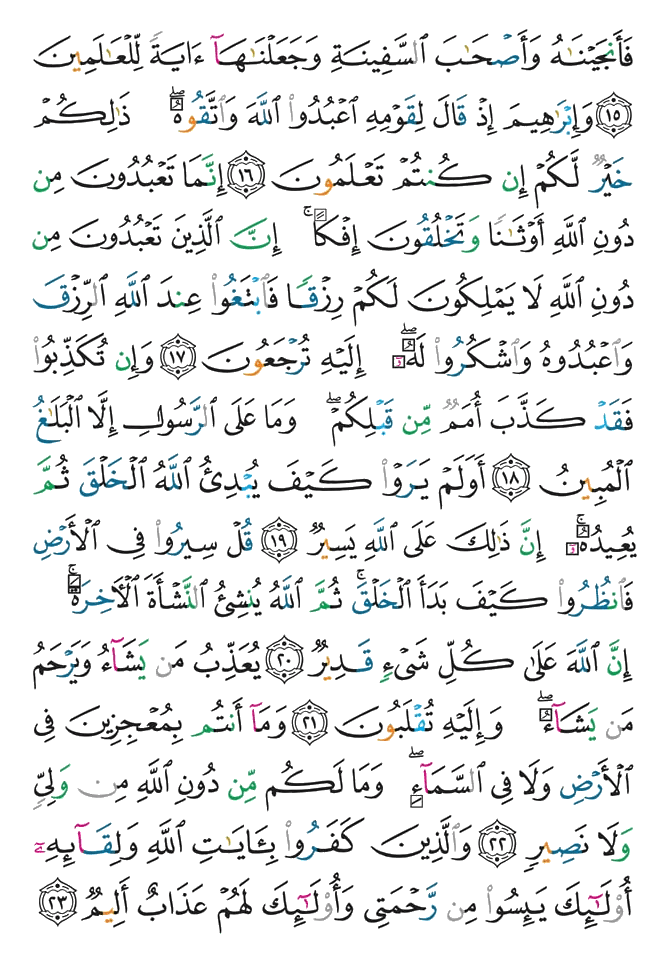 فَأَنجَيْنَٰهُ وَأَصْحَٰبَ ٱلسَّفِينَةِ وَجَعَلْنَٰهَآ ءَايَةً لِّلْعَٰلَمِينَ
﴿١٥﴾ وَإِبْرَٰهِيمَ إِذْ قَالَ لِقَوْمِهِ ٱعْبُدُوا۟ ٱللَّهَ وَٱتَّقُوهُ ۖ ذَٰلِكُمْ
خَيْرٌ لَّكُمْ إِن كُنتُمْ تَعْلَمُونَ ﴿١٦﴾ إِنَّمَا تَعْبُدُونَ مِن
دُونِ ٱللَّهِ أَوْثَٰنًا وَتَخْلُقُونَ إِفْكًا ۚ إِنَّ ٱلَّذِينَ تَعْبُدُونَ مِن
دُونِ ٱللَّهِ لَا يَمْلِكُونَ لَكُمْ رِزْقًا فَٱبْتَغُوا۟ عِندَ ٱللَّهِ ٱلرِّزْقَ
وَٱعْبُدُوهُ وَٱشْكُرُوا۟ لَهُۥٓ ۖ إِلَيْهِ تُرْجَعُونَ ﴿١٧﴾ وَإِن تُكَذِّبُوا۟
فَقَدْ كَذَّبَ أُمَمٌ مِّن قَبْلِكُمْ ۖ وَمَا عَلَى ٱلرَّسُولِ إِلَّا ٱلْبَلَٰغُ
ٱلْمُبِينُ ﴿١٨﴾ أَوَلَمْ يَرَوْا۟ كَيْفَ يُبْدِئُ ٱللَّهُ ٱلْخَلْقَ ثُمَّ
يُعِيدُهُۥٓ ۚ إِنَّ ذَٰلِكَ عَلَى ٱللَّهِ يَسِيرٌ ﴿١٩﴾ قُلْ سِيرُوا۟ فِى ٱلْأَرْضِ
فَٱنظُرُوا۟ كَيْفَ بَدَأَ ٱلْخَلْقَ ۚ ثُمَّ ٱللَّهُ يُنشِئُ ٱلنَّشْأَةَ ٱلْءَاخِرَةَ ۚ
إِنَّ ٱللَّهَ عَلَىٰ كُلِّ شَىْءٍ قَدِيرٌ ﴿٢٠﴾ يُعَذِّبُ مَن يَشَآءُ وَيَرْحَمُ
مَن يَشَآءُ ۖ وَإِلَيْهِ تُقْلَبُونَ ﴿٢١﴾ وَمَآ أَنتُم بِمُعْجِزِينَ فِى
ٱلْأَرْضِ وَلَا فِى ٱلسَّمَآءِ ۖ وَمَا لَكُم مِّن دُونِ ٱللَّهِ مِن وَلِىٍّ
وَلَا نَصِيرٍ ﴿٢٢﴾ وَٱلَّذِينَ كَفَرُوا۟ بِـَٔايَٰتِ ٱللَّهِ وَلِقَآئِهِۦٓ
أُو۟لَٰٓئِكَ يَئِسُوا۟ مِن رَّحْمَتِى وَأُو۟لَٰٓئِكَ لَهُمْ عَذَابٌ أَلِيمٌ ﴿٢٣﴾